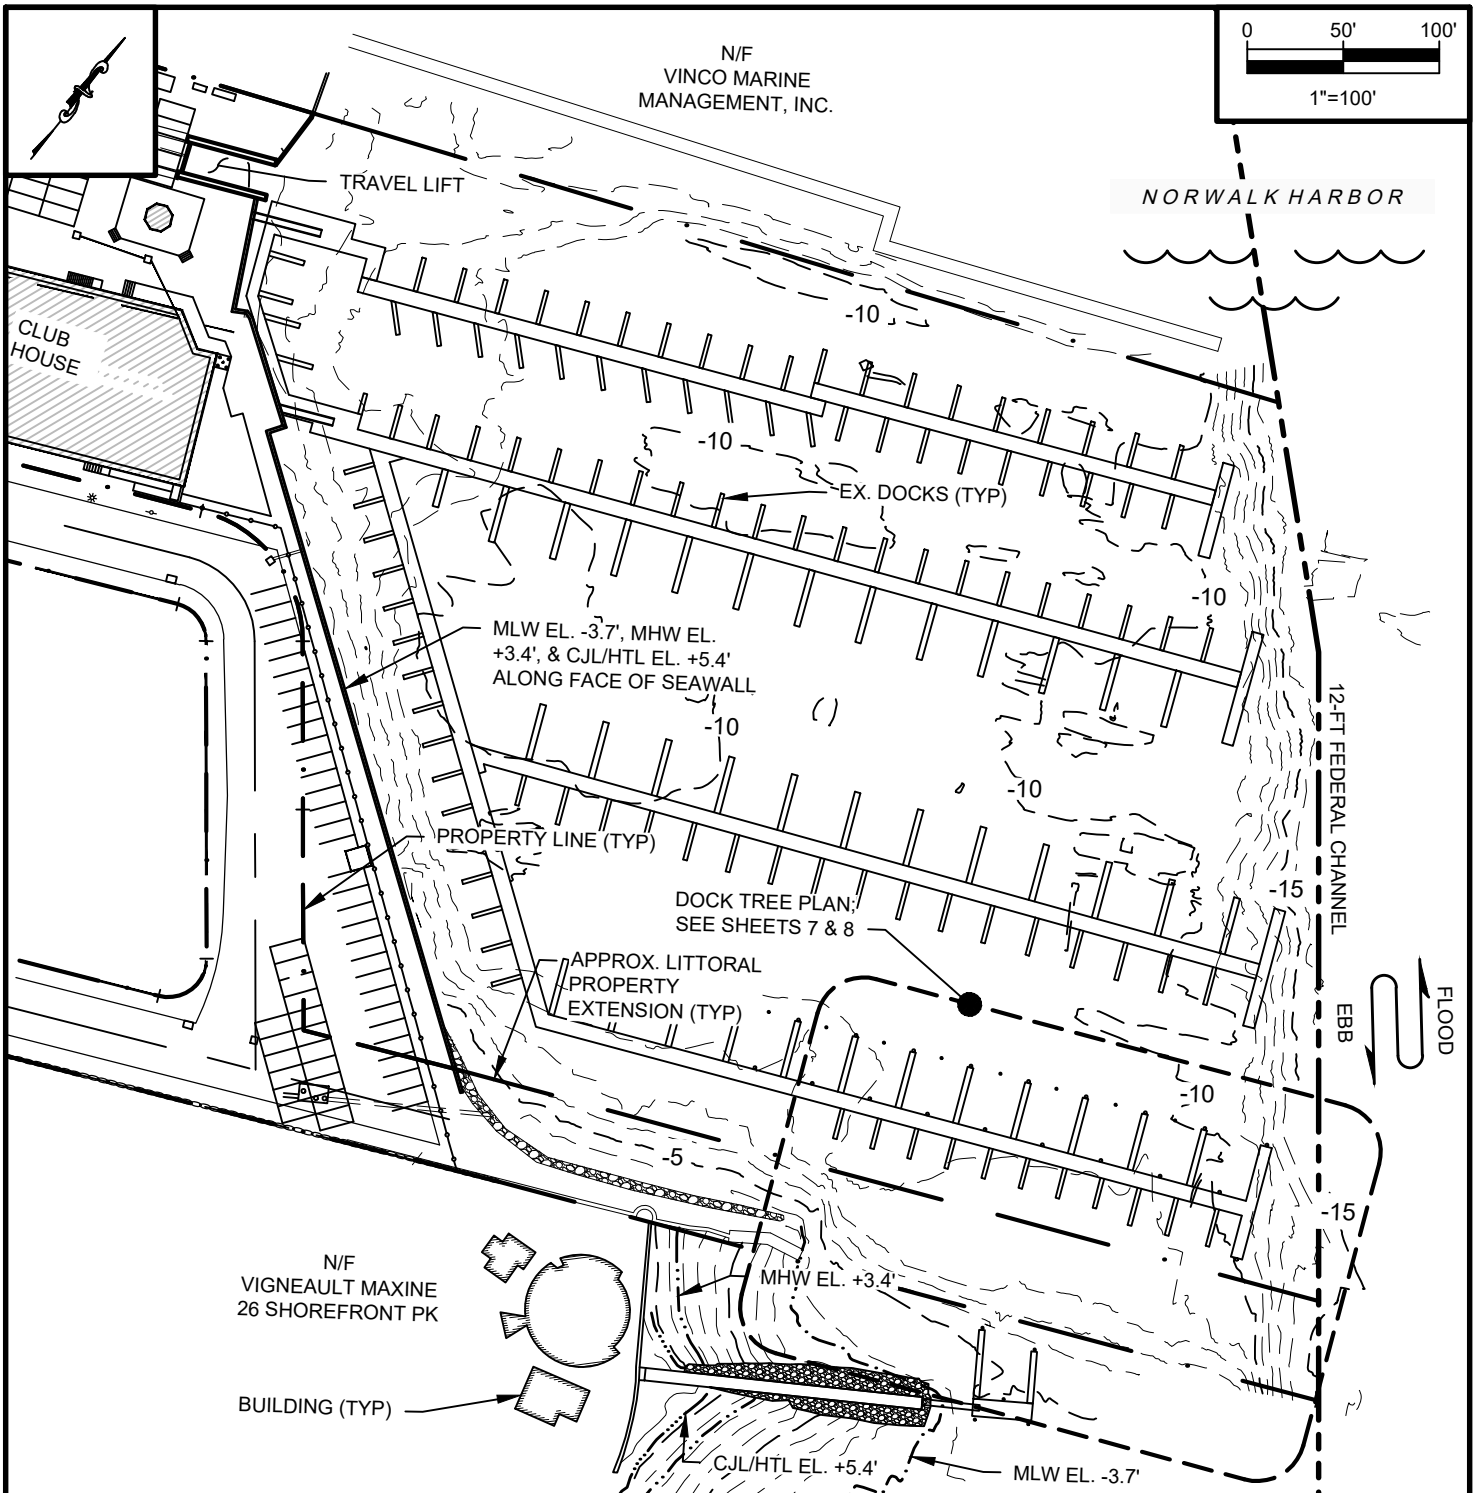 0 50' 100'
1"=100'
N/F
VINCO MARINE
MANAGEMENT, INC.
TRAVEL LIFT
NORWALK HARBOR
-10
CLUB
HOUSE
-10
EX. DOCKS (TYP)
-10
MLW EL. -3.7', MHW EL.
+3.4', & CJL/HTL EL. +5.4'
ALONG FACE OF SEAWALL
-10
12-FT FEDERAL CHANNEL
-10
PROPERTY LINE (TYP)
-15
DOCK TREE PLAN;
SEE SHEETS 7 & 8
APPROX. LITTORAL
PROPERTY
EXTENSION (TYP)
EBB
FLOOD
-10
-5
-15
N/F
VIGNEAULT MAXINE
26 SHOREFRONT PK
MHW EL. +3.4'
BUILDING (TYP)
CJL/HTL EL. +5.4'
MLW EL. -3.7'